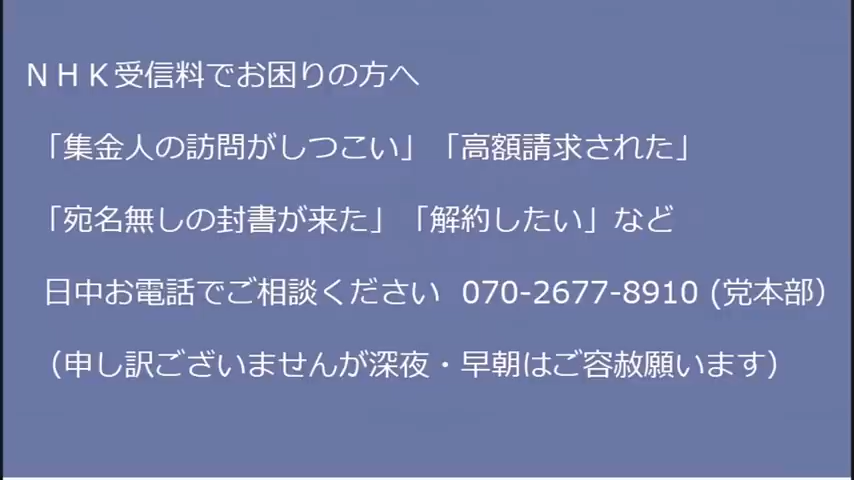 ＮＨＫ受信料でお困りの方へ
「集金人の訪問がしつこい」「高額請求された」
「宛名無しの封書が来た」「解約したい」など
日中お電話でご相談ください 070-2677-8910 (党本部）
（申し訳ございませんが深夜・早朝はご容赦願います）